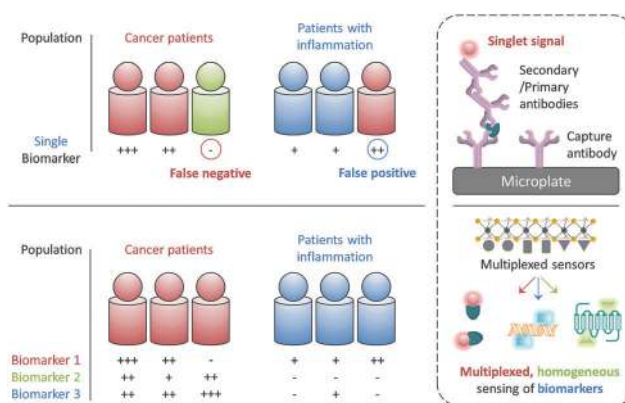 Population
Cancer patients
Patients with
inflammation
Single
Biomarker
+++ ++ -
+ + ++
False negative
False positive
Population
Cancer patients
Patients with
inflammation
Biomarker 1 +++ ++ - + + ++
Biomarker 2 ++ + ++ - - -
Biomarker 3 ++ ++ +++ - + -
Singlet signal
Secondary
/Primary
antibodies
Capture
antibody
Microplate
Multiplexed sensors
Multiplexed, homogeneous
sensing of biomarkers